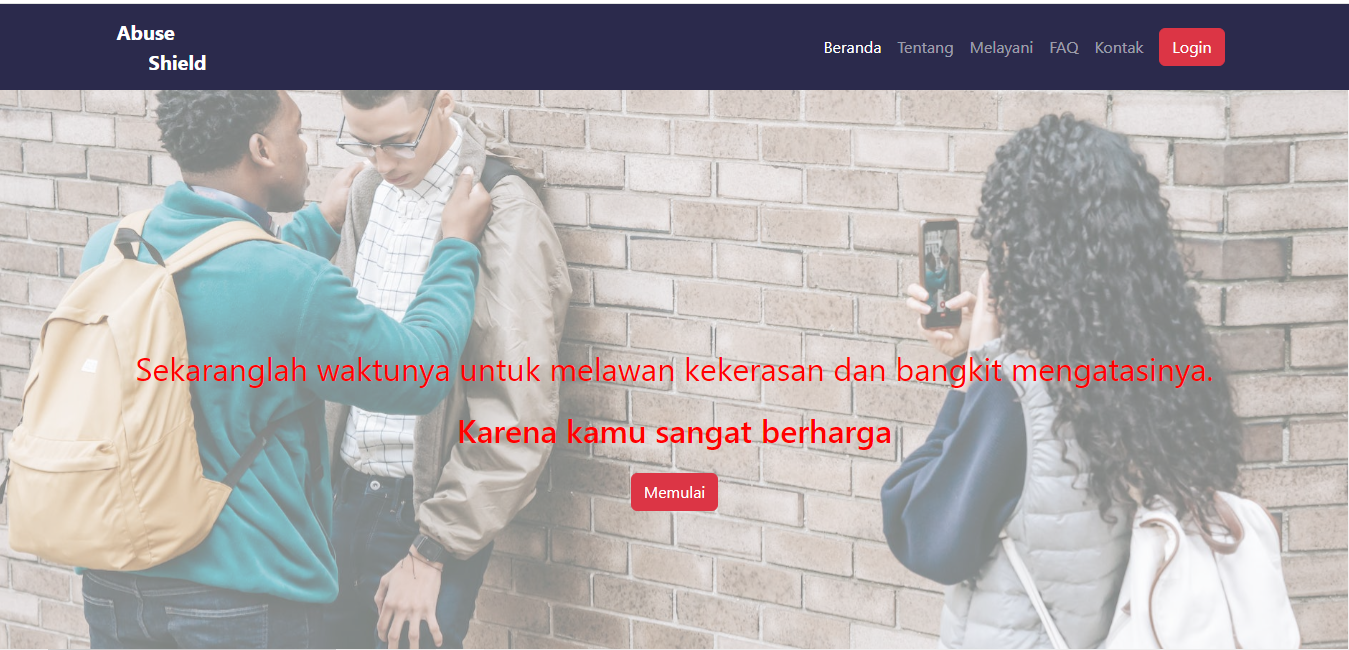 Abuse
Shield
Beranda Tentang Melayani FAQ Kontak Login
Sekaranglah waktunya untuk melawan kekerasan dan bangkit mengatasinya.
Karena kamu sangat berharga
Memulai